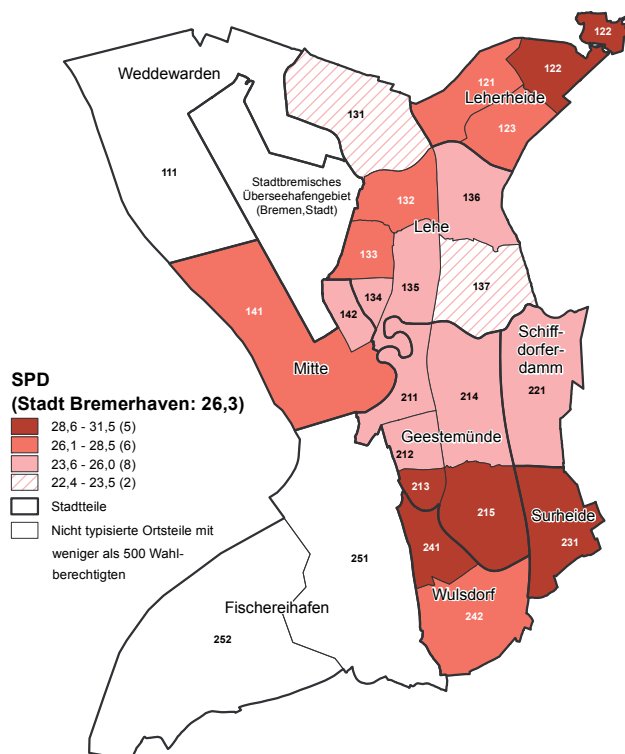 122
Weddewarden
121
122
Leherheide
131
123
111
Stadtbremisches
Überseehafengebiet
(Bremen,Stadt)
132
136
Lehe
133
137
135
134
142
141
Mitte
Schiff-
dorfer-
damm
221
SPD
(Stadt Bremerhaven: 26,3)
28,6 - 31,5 (5)
26,1 - 28,5 (6)
23,6 - 26,0 (8)
22,4 - 23,5 (2)
Stadtteile
Nicht typisierte Ortsteile mit
weniger als 500 Wahl-
berechtigten
211
214
Geestemünde
212
213
215
Surheide
231
241
251
Wulsdorf
242
Fischereihafen
252